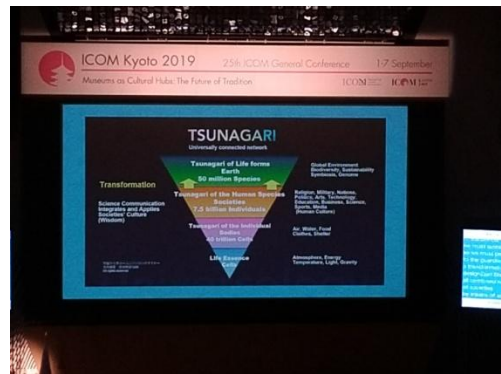 ICOM Kyoto 2019
25th ICOM General Conference
1-7 September
Museums as Cultural Hubs: The Future of Tradition
ICOM
ICOM
TSUNAGARI
Universally connected network
Tsunagari of Life forms
Earth
50 million Species
Global Environment
Biodiversity, Sustainability
Symbiosis, Genome
Transformation
Tsunagari of the Human Species
Societies
7.5 billion Individuals
Religion, Military, Nations,
Politics, Arts, Technology,
Education, Business, Science,
Sports, Media
(Human Culture)
Science Communication
Integrates and Applies
Societies' Culture
(Wisdom)
Tsunagari of the Individual
Bodies
40 trillion Cells
Air, Water, Food
Clothes, Shelter
Life Essence
Cells
Atmosphere, Energy
Temperature, Light, Gravity